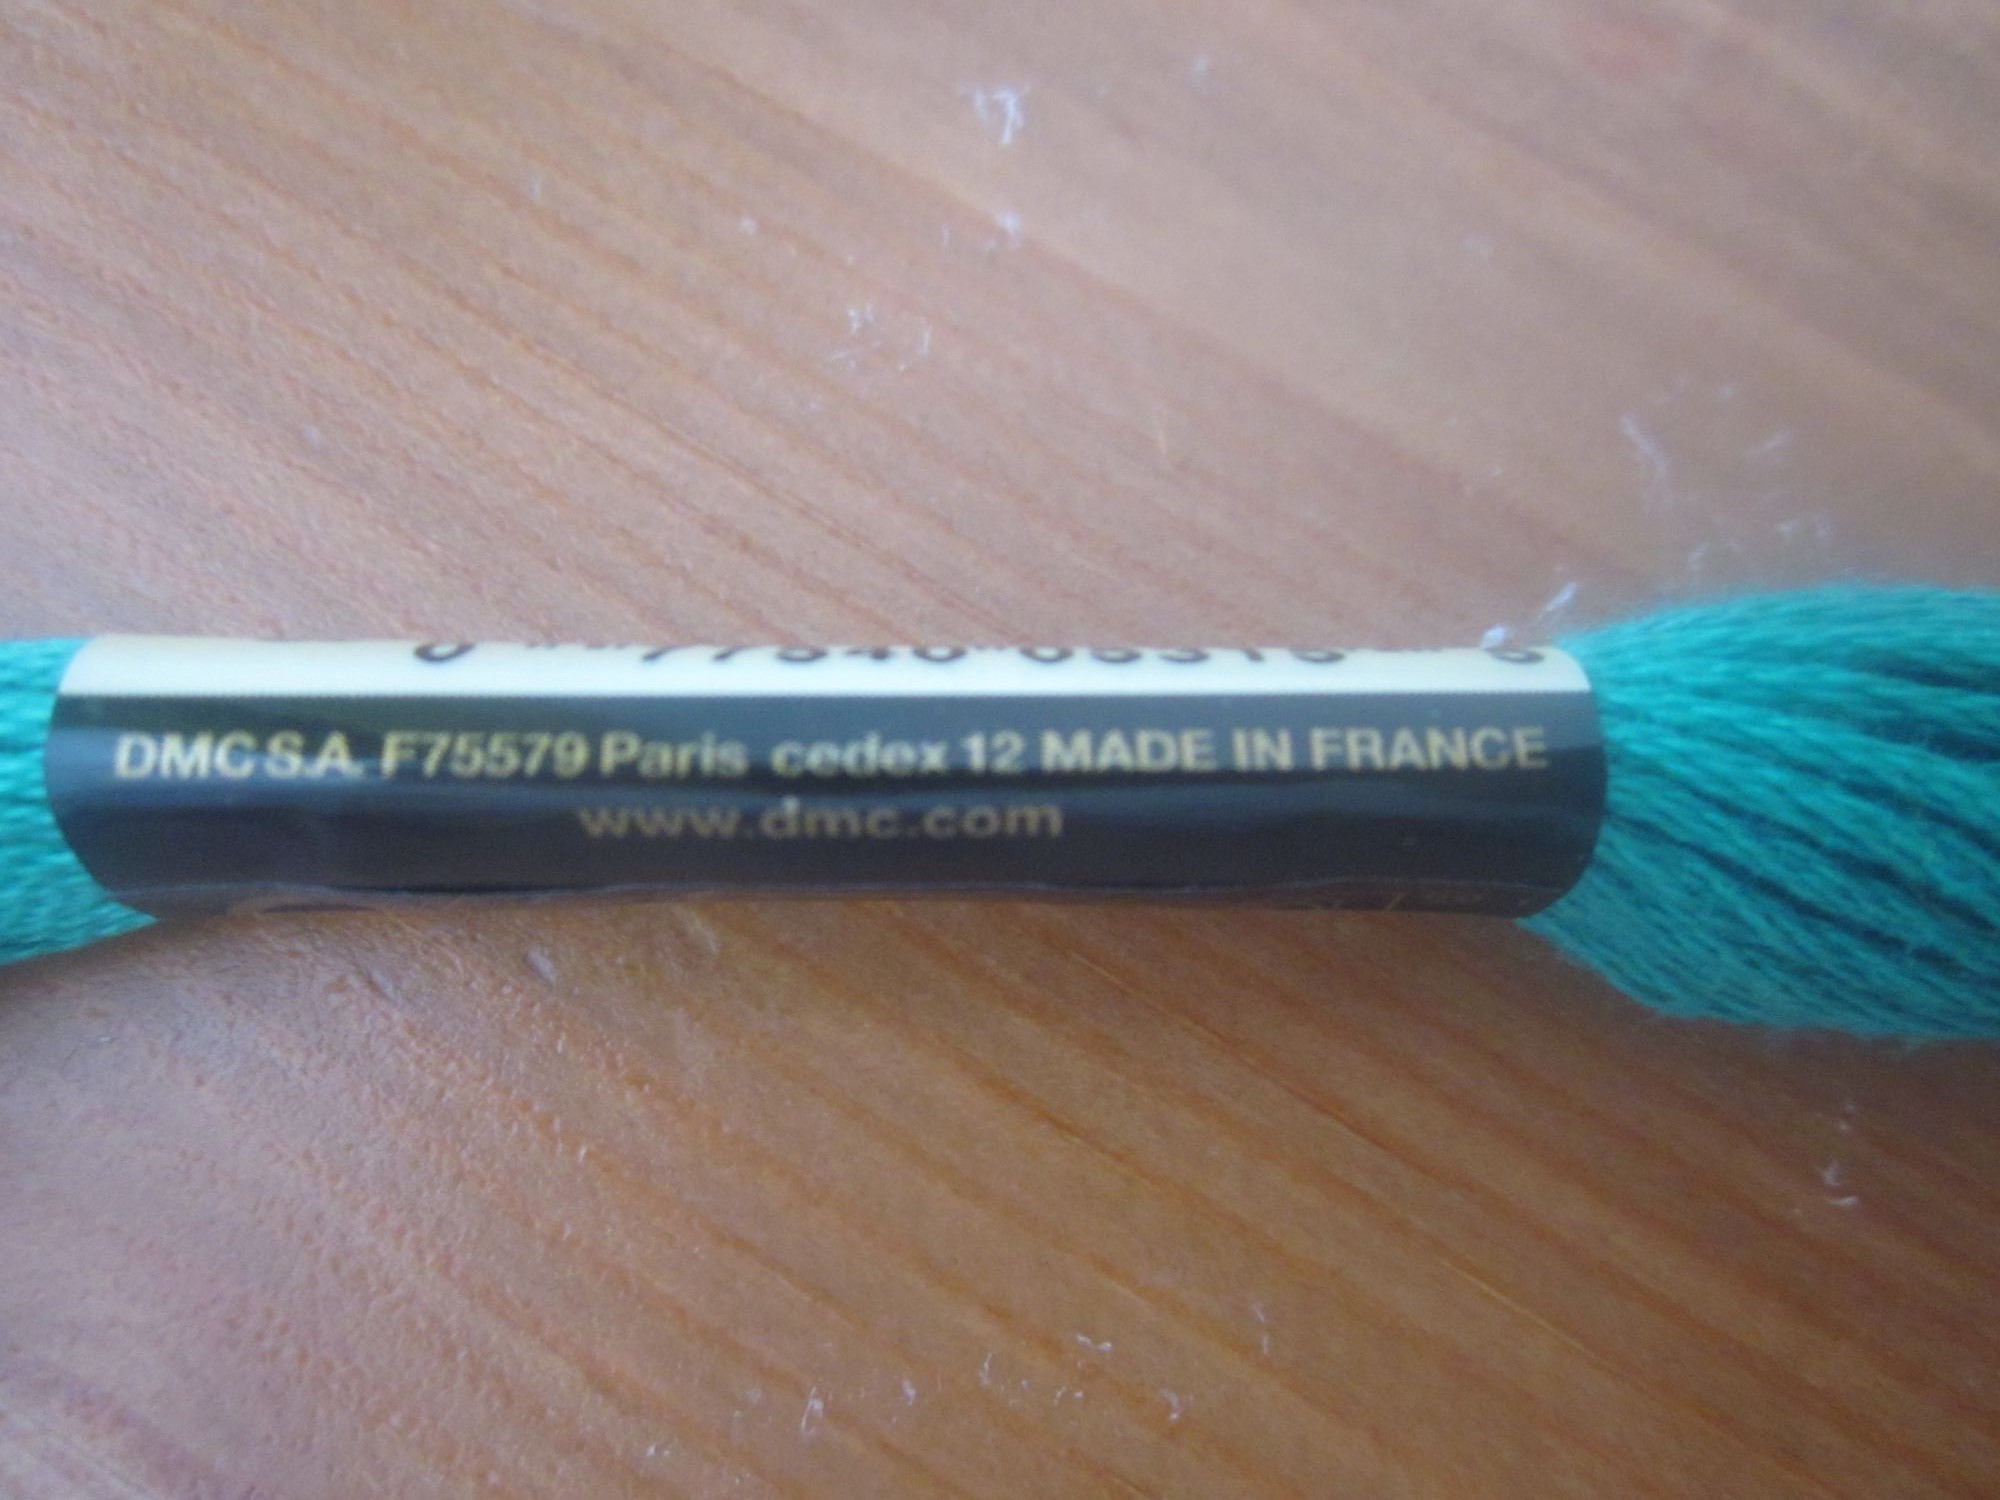 DMC S.A. F75579 Paris cedex 12 MADE IN FRANCE
www.dmc.com